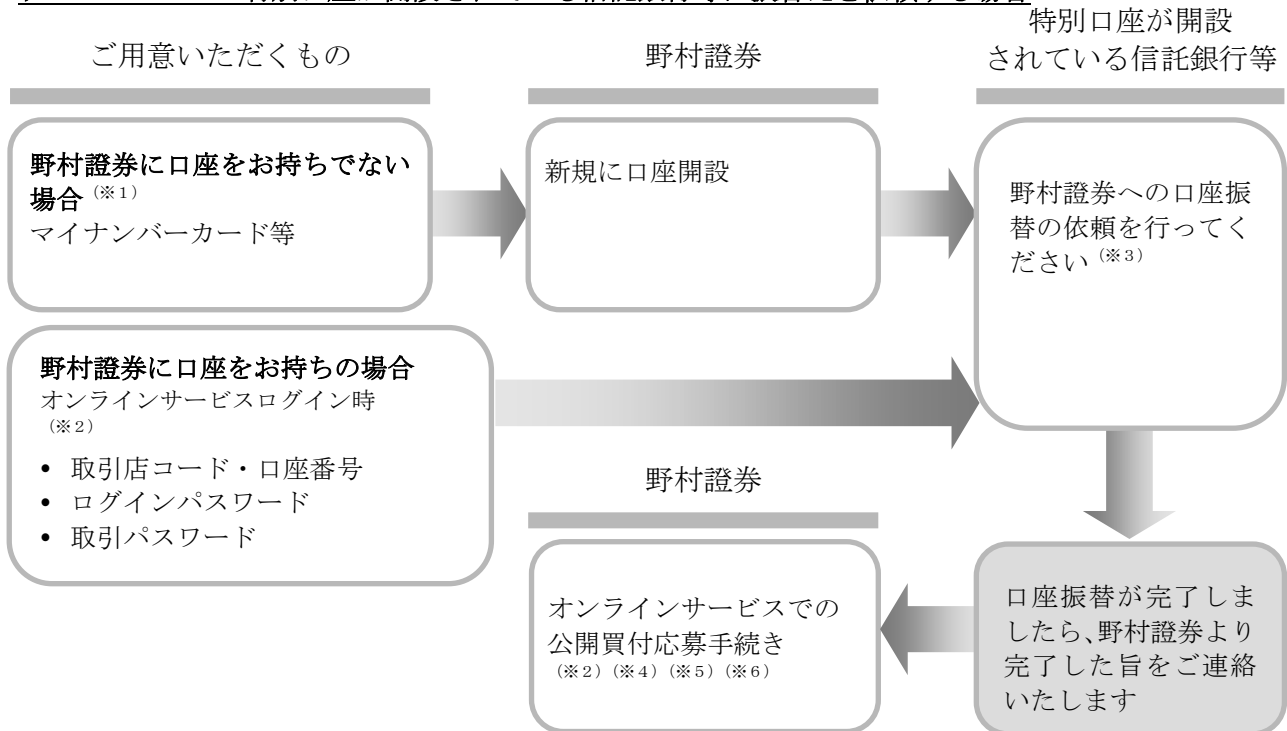 ご用意いただくもの
野村證券
特別口座が開設
されている信託銀行等
野村證券に口座をお持ちでない
場合(※1)
マイナンバーカード等
新規に口座開設
野村證券への口座振
替の依頼を行ってく
ださい(※3)
野村證券に口座をお持ちの場合
オンラインサービスログイン時
(※2)
• 取引店コード・口座番号
• ログインパスワード
• 取引パスワード
野村證券
オンラインサービスでの
公開買付応募手続き
(※2)(※4)(※5)(※6)
口座振替が完了しま
したら、野村證券より
完了した旨をご連絡
いたします